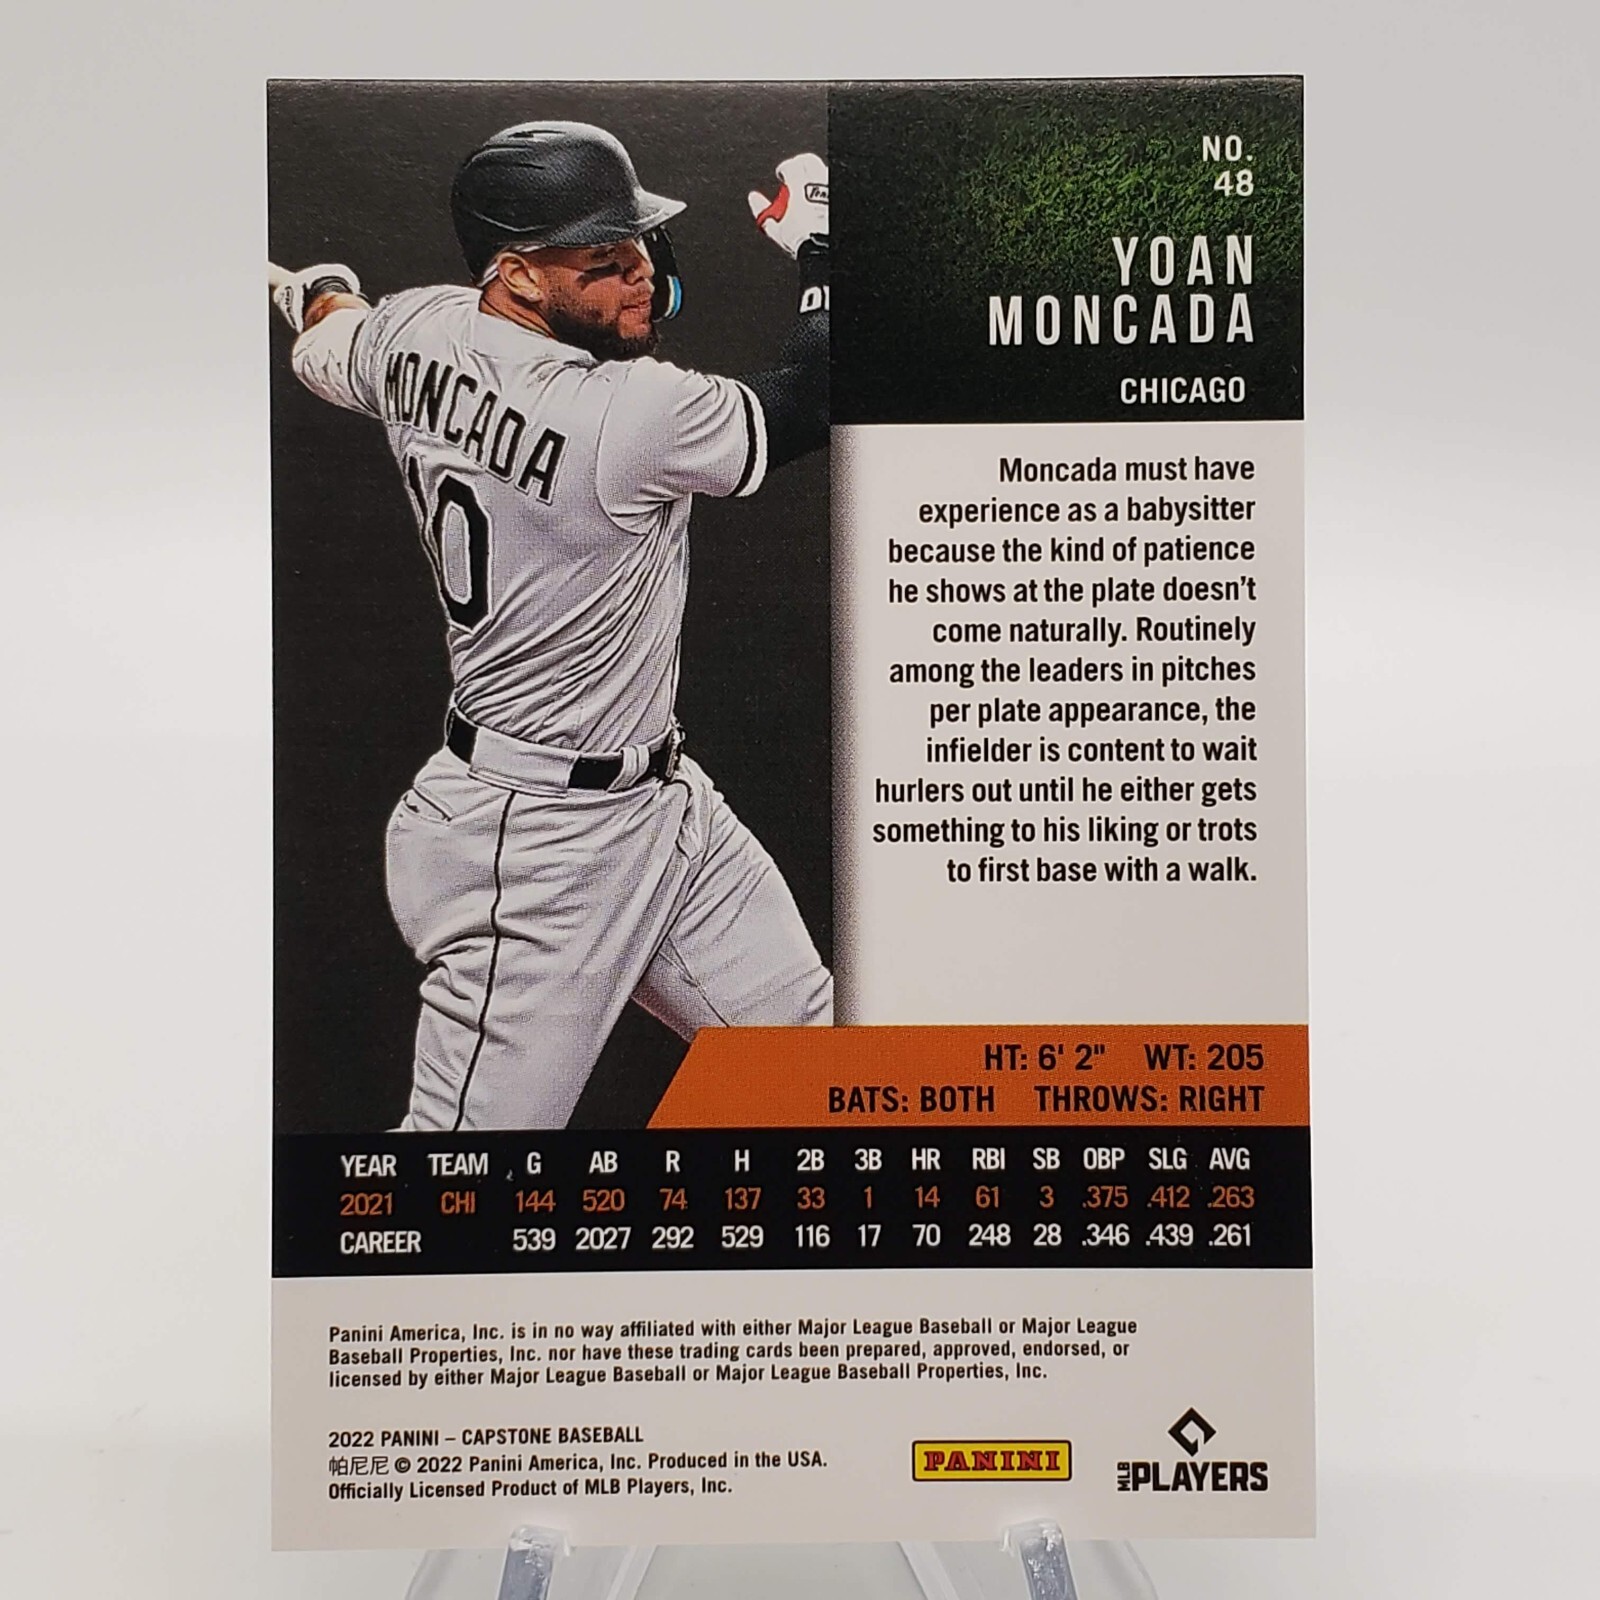 NO.
48
YOAN
MONCADA
CHICAGO
MONCADA
10
Moncada must have
experience as a babysitter
because the kind of patience
he shows at the plate doesn't
come naturally. Routinely
among the leaders in pitches
per plate appearance, the
infielder is content to wait
hurlers out until he either gets
something to his liking or trots
to first base with a walk.
HT: 6' 2" WT: 205
BATS: BOTH THROWS: RIGHT
YEAR TEAM G AB R H 2B 3B HR RBI SB OBP SLG AVG
2021 CHI 144 520 74 137 33 1 14 61 3 .375 .412 .263
CAREER 539 2027 292 529 116 17 70 248 28 .346 .439 .261
Panini America, Inc. is in no way affiliated with either Major League Baseball or Major League
Baseball Properties, Inc. nor have these trading cards been prepared, approved, endorsed, or
licensed by either Major League Baseball or Major League Baseball Properties, Inc.
2022 PANINI – CAPSTONE BASEBALL
帕尼尼 © 2022 Panini America, Inc. Produced in the USA.
Officially Licensed Product of MLB Players, Inc.
PANINI
MLB PLAYERS